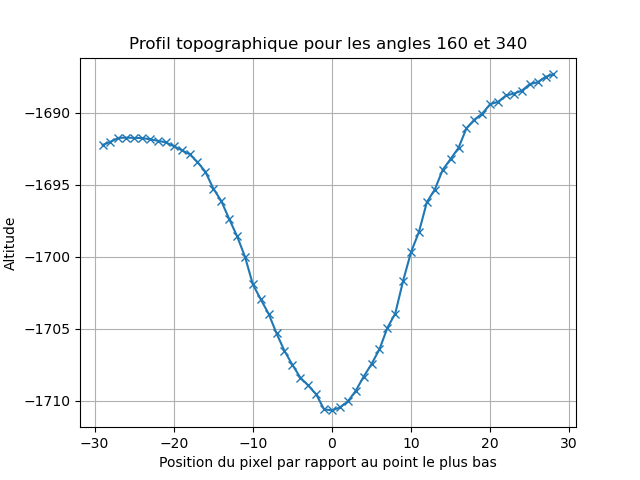 Profil topographique pour les angles 160 et 340
Altitude
−1690
−1695
−1700
−1705
−1710
−30 −20 −10 0 10 20 30
Position du pixel par rapport au point le plus bas